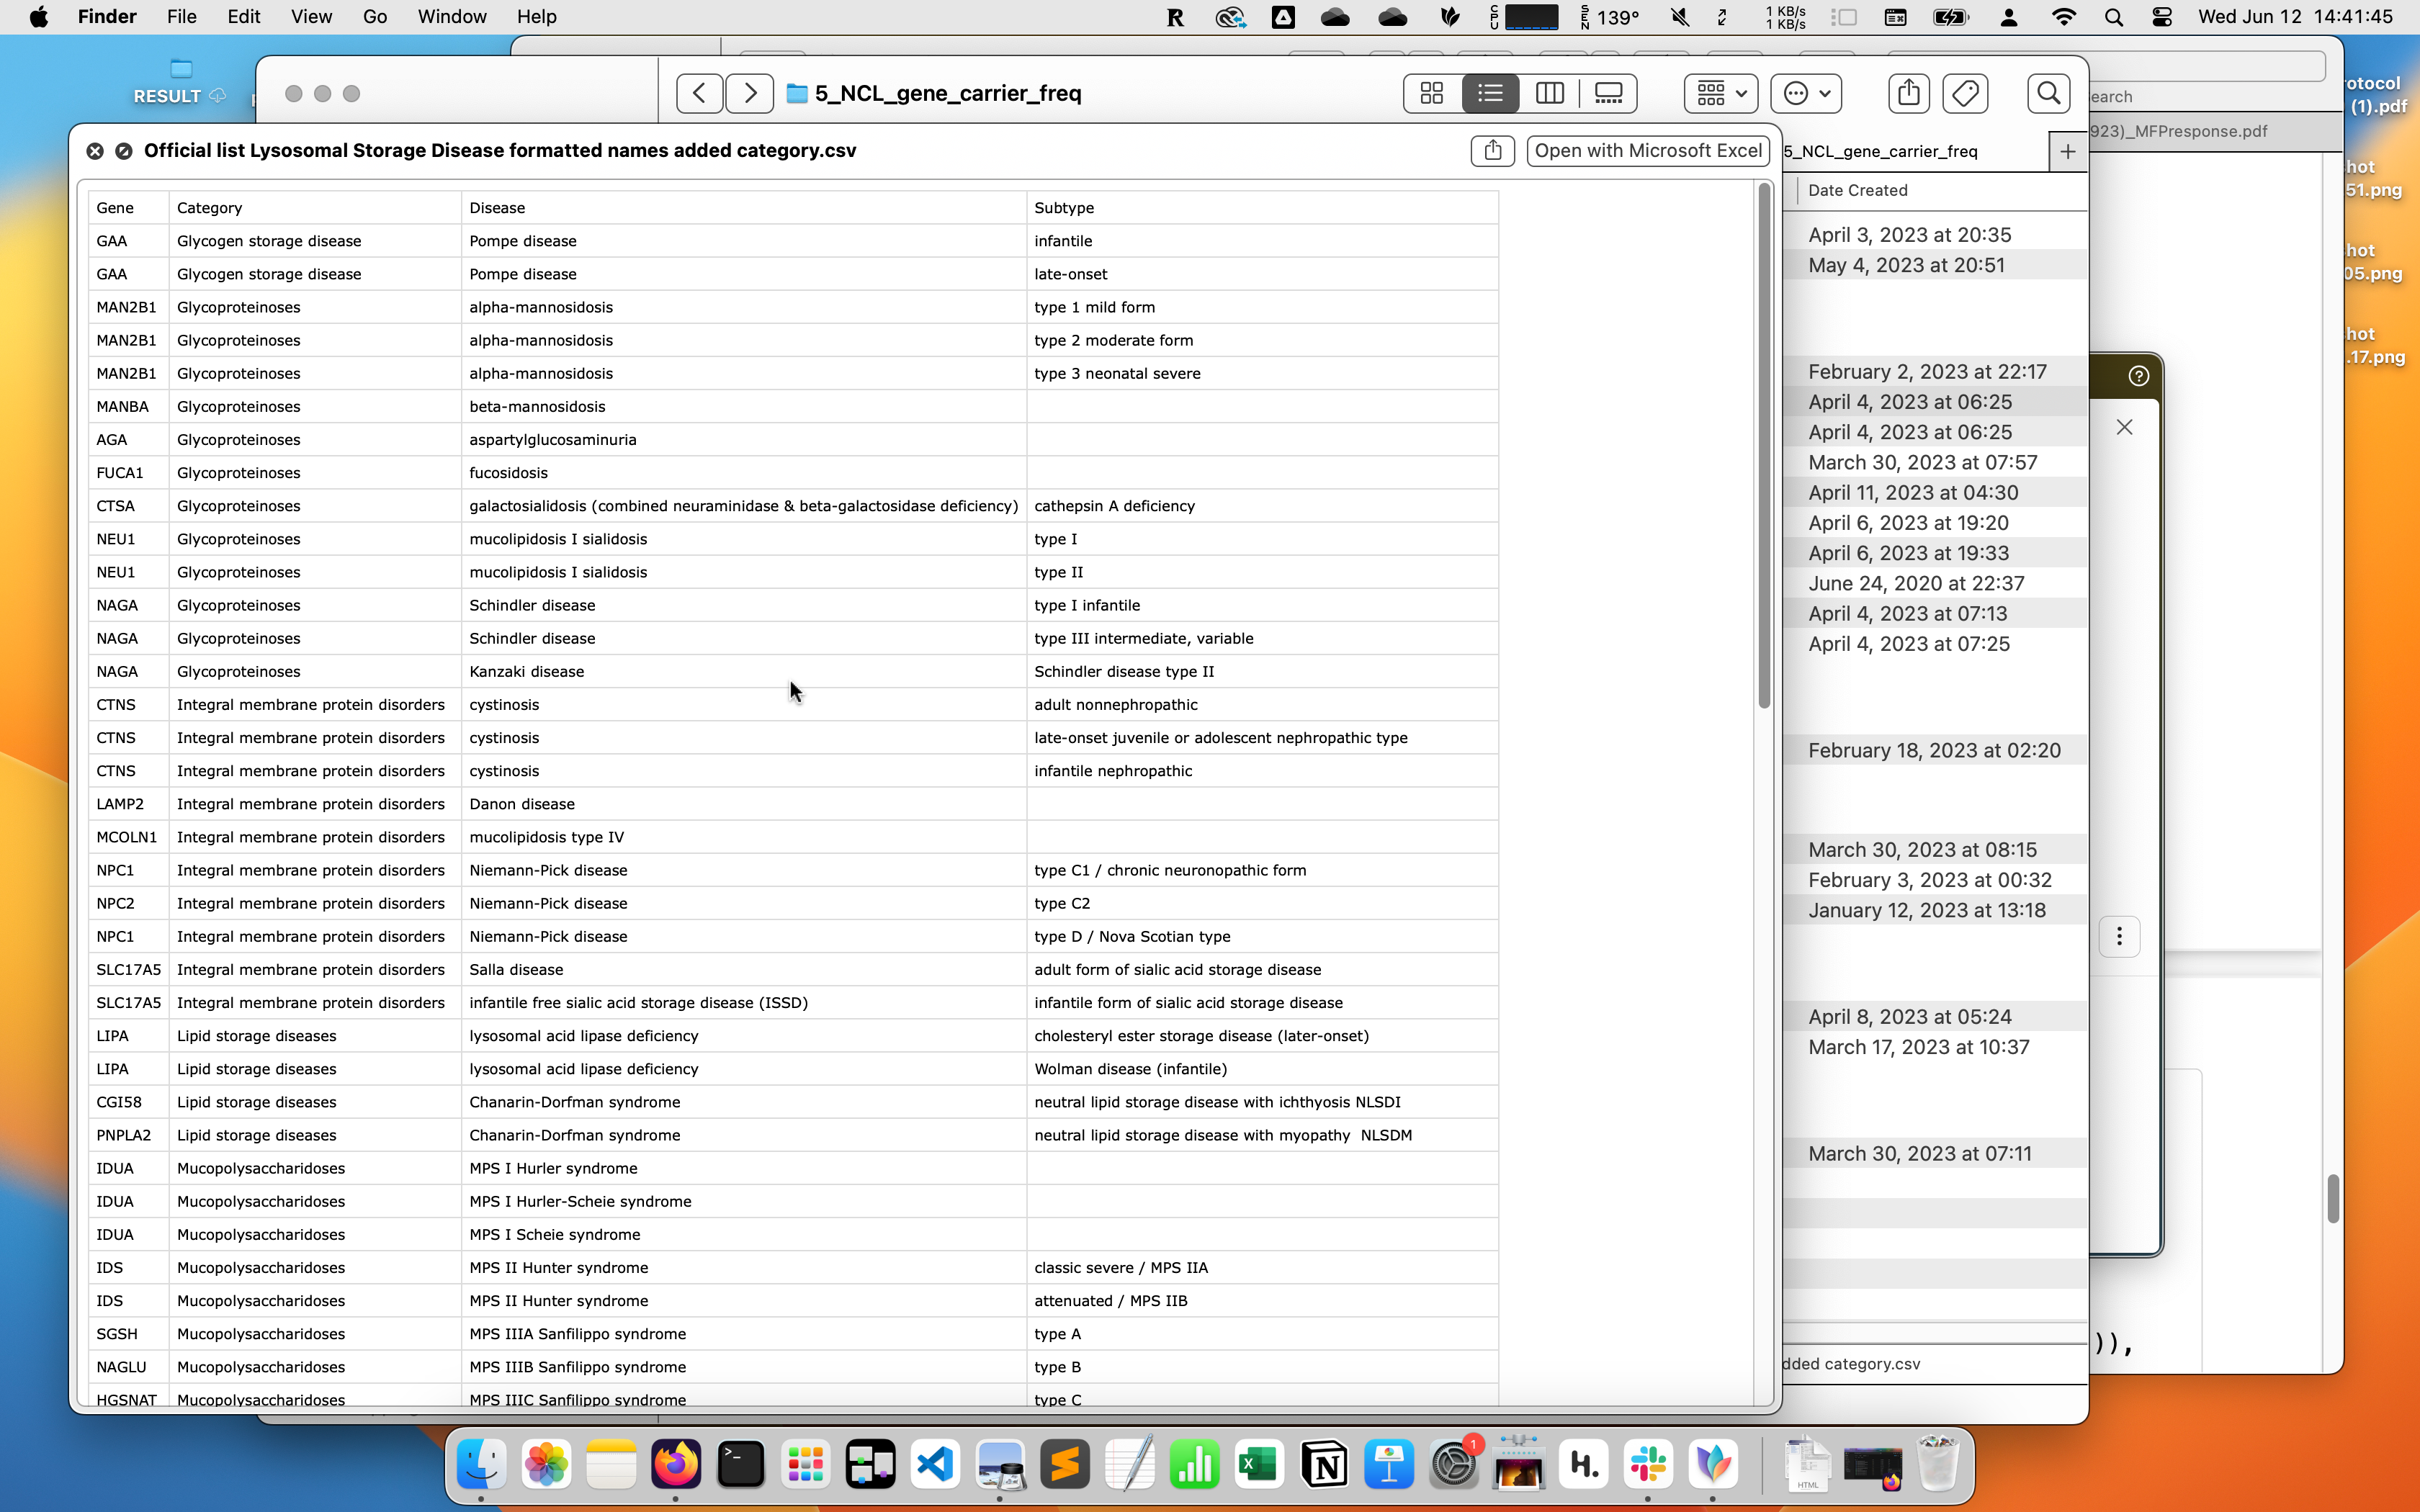 Finder File Edit View Go Window Help
CPU SEN 139° 1 KB/s 1 KB/s Wed Jun 12 14:41:45
RESULT
5_NCL_gene_carrier_freq
earch
rotocol
(1).pdf
923)_MFPresponse.pdf
hot
51.png
hot
05.png
hot
.17.png
Official list Lysosomal Storage Disease formatted names added category.csv
Open with Microsoft Excel
5_NCL_gene_carrier_freq
Date Created
April 3, 2023 at 20:35
May 4, 2023 at 20:51
February 2, 2023 at 22:17
April 4, 2023 at 06:25
April 4, 2023 at 06:25
March 30, 2023 at 07:57
April 11, 2023 at 04:30
April 6, 2023 at 19:20
April 6, 2023 at 19:33
June 24, 2020 at 22:37
April 4, 2023 at 07:13
April 4, 2023 at 07:25
February 18, 2023 at 02:20
March 30, 2023 at 08:15
February 3, 2023 at 00:32
January 12, 2023 at 13:18
April 8, 2023 at 05:24
March 17, 2023 at 10:37
March 30, 2023 at 07:11
dded category.csv
)),
Gene Category Disease Subtype
GAA Glycogen storage disease Pompe disease infantile
GAA Glycogen storage disease Pompe disease late-onset
MAN2B1 Glycoproteinoses alpha-mannosidosis type 1 mild form
MAN2B1 Glycoproteinoses alpha-mannosidosis type 2 moderate form
MAN2B1 Glycoproteinoses alpha-mannosidosis type 3 neonatal severe
MANBA Glycoproteinoses beta-mannosidosis
AGA Glycoproteinoses aspartylglucosaminuria
FUCA1 Glycoproteinoses fucosidosis
CTSA Glycoproteinoses galactosialidosis (combined neuraminidase & beta-galactosidase deficiency) cathepsin A deficiency
NEU1 Glycoproteinoses mucolipidosis I sialidosis type I
NEU1 Glycoproteinoses mucolipidosis I sialidosis type II
NAGA Glycoproteinoses Schindler disease type I infantile
NAGA Glycoproteinoses Schindler disease type III intermediate, variable
NAGA Glycoproteinoses Kanzaki disease Schindler disease type II
CTNS Integral membrane protein disorders cystinosis adult nonnephropathic
CTNS Integral membrane protein disorders cystinosis late-onset juvenile or adolescent nephropathic type
CTNS Integral membrane protein disorders cystinosis infantile nephropathic
LAMP2 Integral membrane protein disorders Danon disease
MCOLN1 Integral membrane protein disorders mucolipidosis type IV
NPC1 Integral membrane protein disorders Niemann-Pick disease type C1 / chronic neuronopathic form
NPC2 Integral membrane protein disorders Niemann-Pick disease type C2
NPC1 Integral membrane protein disorders Niemann-Pick disease type D / Nova Scotian type
SLC17A5 Integral membrane protein disorders Salla disease adult form of sialic acid storage disease
SLC17A5 Integral membrane protein disorders infantile free sialic acid storage disease (ISSD) infantile form of sialic acid storage disease
LIPA Lipid storage diseases lysosomal acid lipase deficiency cholesteryl ester storage disease (later-onset)
LIPA Lipid storage diseases lysosomal acid lipase deficiency Wolman disease (infantile)
CGI58 Lipid storage diseases Chanarin-Dorfman syndrome neutral lipid storage disease with ichthyosis NLSDI
PNPLA2 Lipid storage diseases Chanarin-Dorfman syndrome neutral lipid storage disease with myopathy NLSDM
IDUA Mucopolysaccharidoses MPS I Hurler syndrome
IDUA Mucopolysaccharidoses MPS I Hurler-Scheie syndrome
IDUA Mucopolysaccharidoses MPS I Scheie syndrome
IDS Mucopolysaccharidoses MPS II Hunter syndrome classic severe / MPS IIA
IDS Mucopolysaccharidoses MPS II Hunter syndrome attenuated / MPS IIB
SGSH Mucopolysaccharidoses MPS IIIA Sanfilippo syndrome type A
NAGLU Mucopolysaccharidoses MPS IIIB Sanfilippo syndrome type B
HGSNAT Mucopolysaccharidoses MPS IIIC Sanfilippo syndrome type C
1
h.
HTML